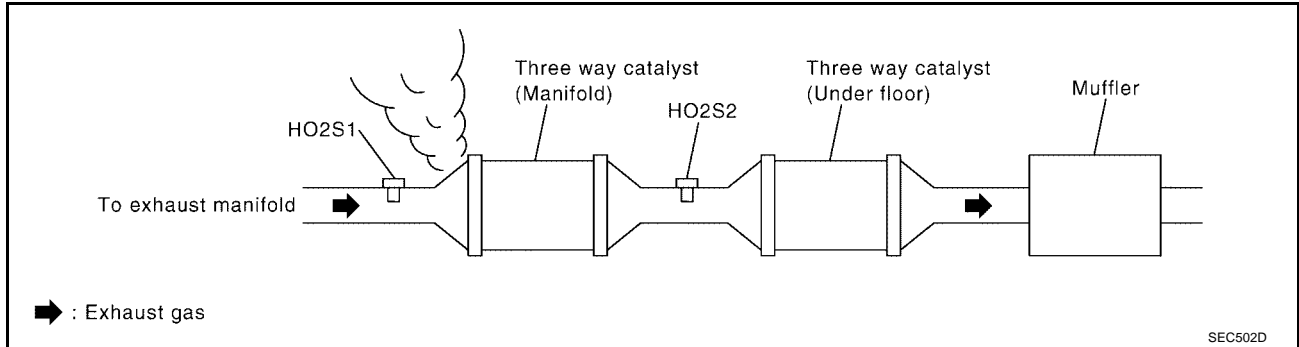 Three way catalyst
(Manifold)
Three way catalyst
(Under floor)
Muffler
HO2S1
HO2S2
To exhaust manifold
: Exhaust gas
SEC502D